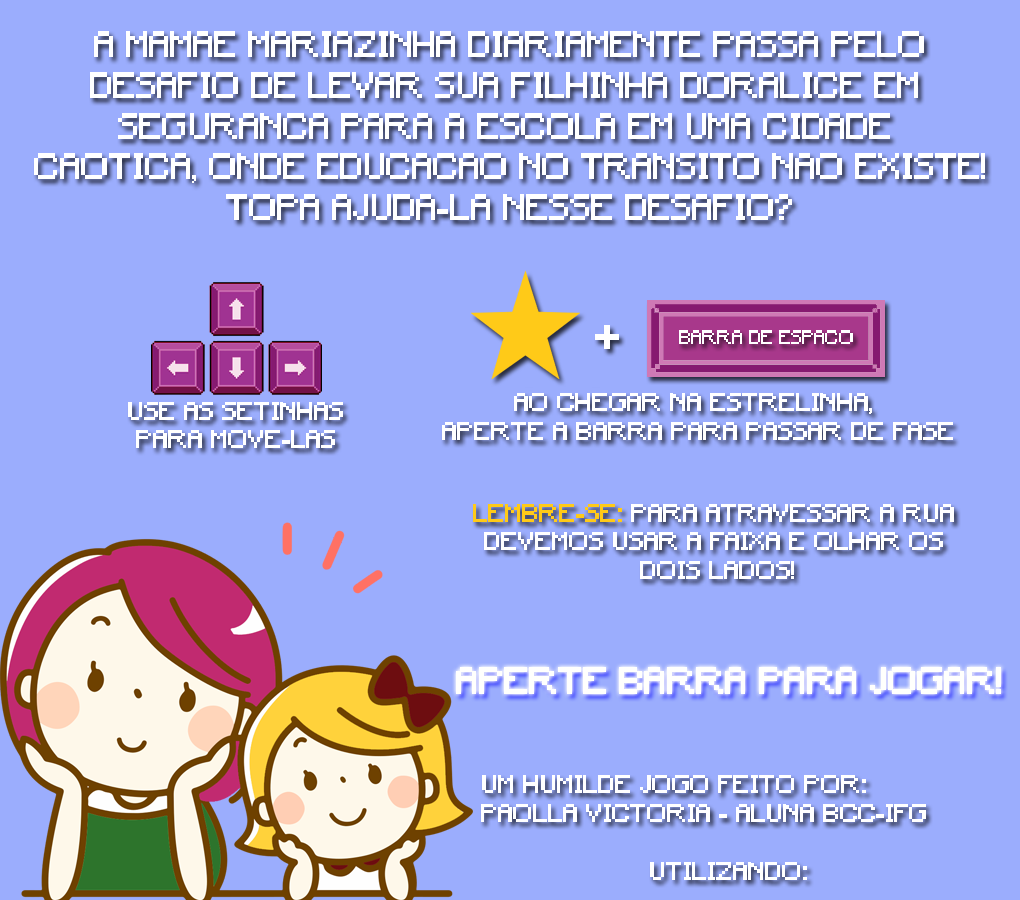 A MAMAE MARIAZINHA DIARIAMENTE PASSA PELO
DESAFIO DE LEVAR SUA FILHINHA DORALICE EM
SEGURANCA PARA A ESCOLA EM UMA CIDADE
CAOTICA, ONDE EDUCACAO NO TRANSITO NAO EXISTE!
TOPA AJUDA-LA NESSE DESAFIO?
+
BARRA DE ESPACO
USE AS SETINHAS
PARA MOVE-LAS
AO CHEGAR NA ESTRELINHA,
APERTE A BARRA PARA PASSAR DE FASE
LEMBRE-SE: PARA ATRAVESSAR A RUA
DEVEMOS USAR A FAIXA E OLHAR OS
DOIS LADOS!
APERTE BARRA PARA JOGAR!
UM HUMILDE JOGO FEITO POR:
PAOLLA VICTORIA - ALUNA BCC-IFG
UTILIZANDO: